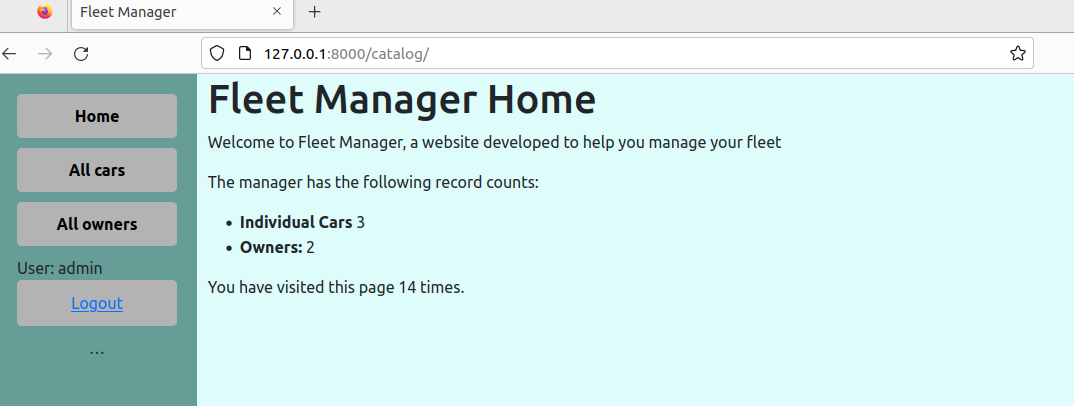 Fleet Manager
127.0.0.1:8000/catalog/
Home
All cars
All owners
User: admin
Logout
...
Fleet Manager Home
Welcome to Fleet Manager, a website developed to help you manage your fleet
The manager has the following record counts:
• Individual Cars 3
• Owners: 2
You have visited this page 14 times.